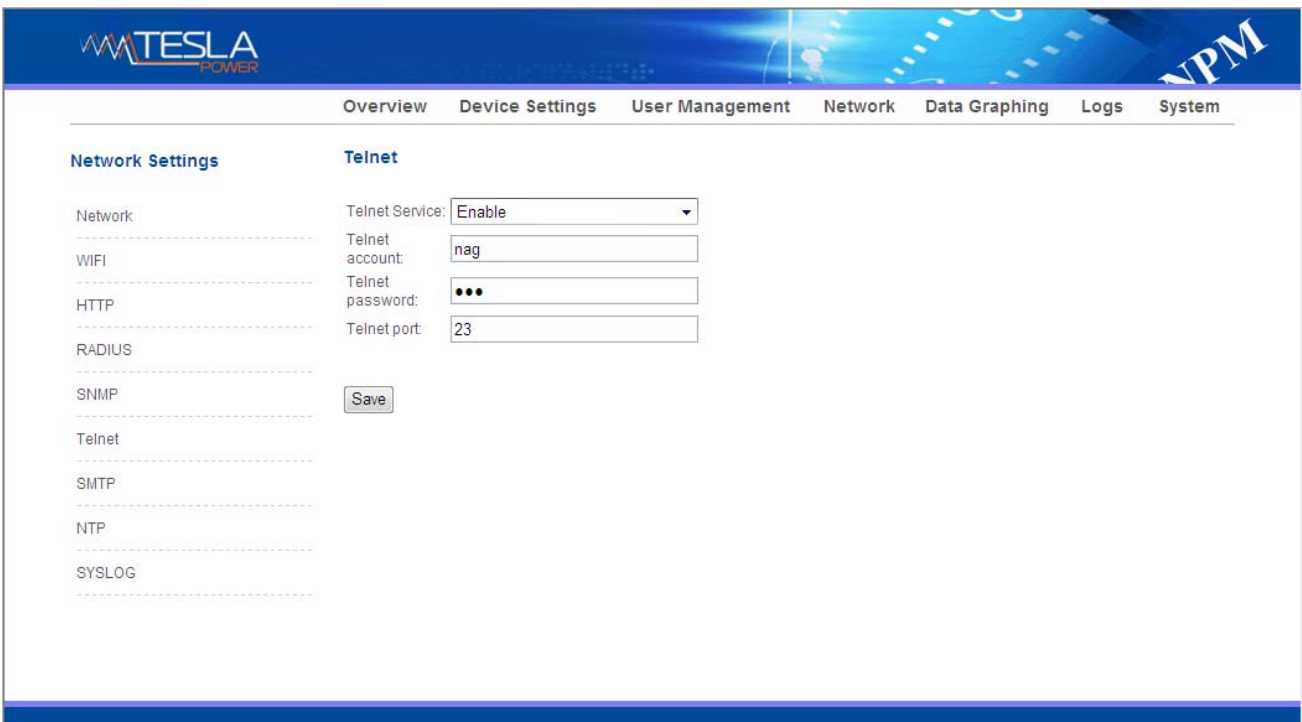 TESLA
POWER
NPM
Overview Device Settings User Management Network Data Graphing Logs System
Network Settings
Network
WIFI
HTTP
RADIUS
SNMP
Telnet
SMTP
NTP
SYSLOG
Telnet
Telnet Service: Enable
Telnet
account: nag
Telnet
password: •••
Telnet port: 23
Save